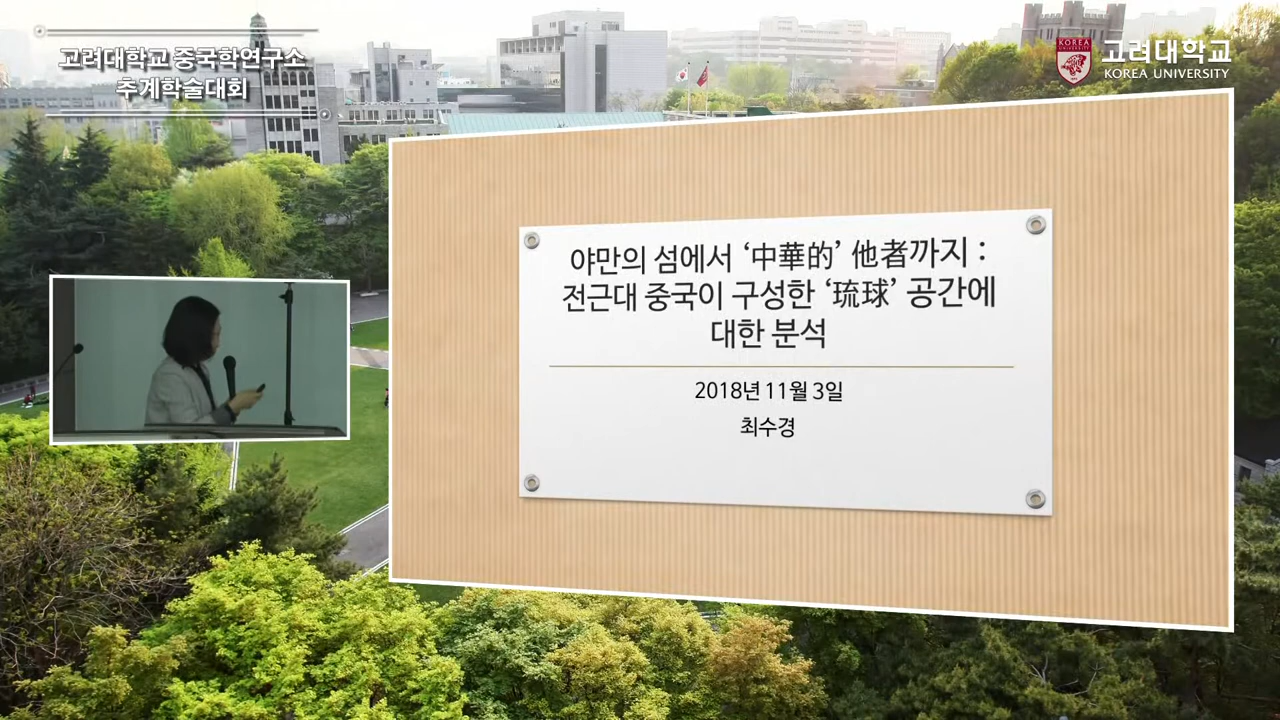 고려대학교 중국학연구소
추계학술대회
KOREA
UNIVERSITY
고려대학교
KOREA UNIVERSITY
야만의 섬에서 ‘中華的’ 他者까지 :
전근대 중국이 구성한 ‘琉球’ 공간에
대한 분석
2018년 11월 3일
최수경